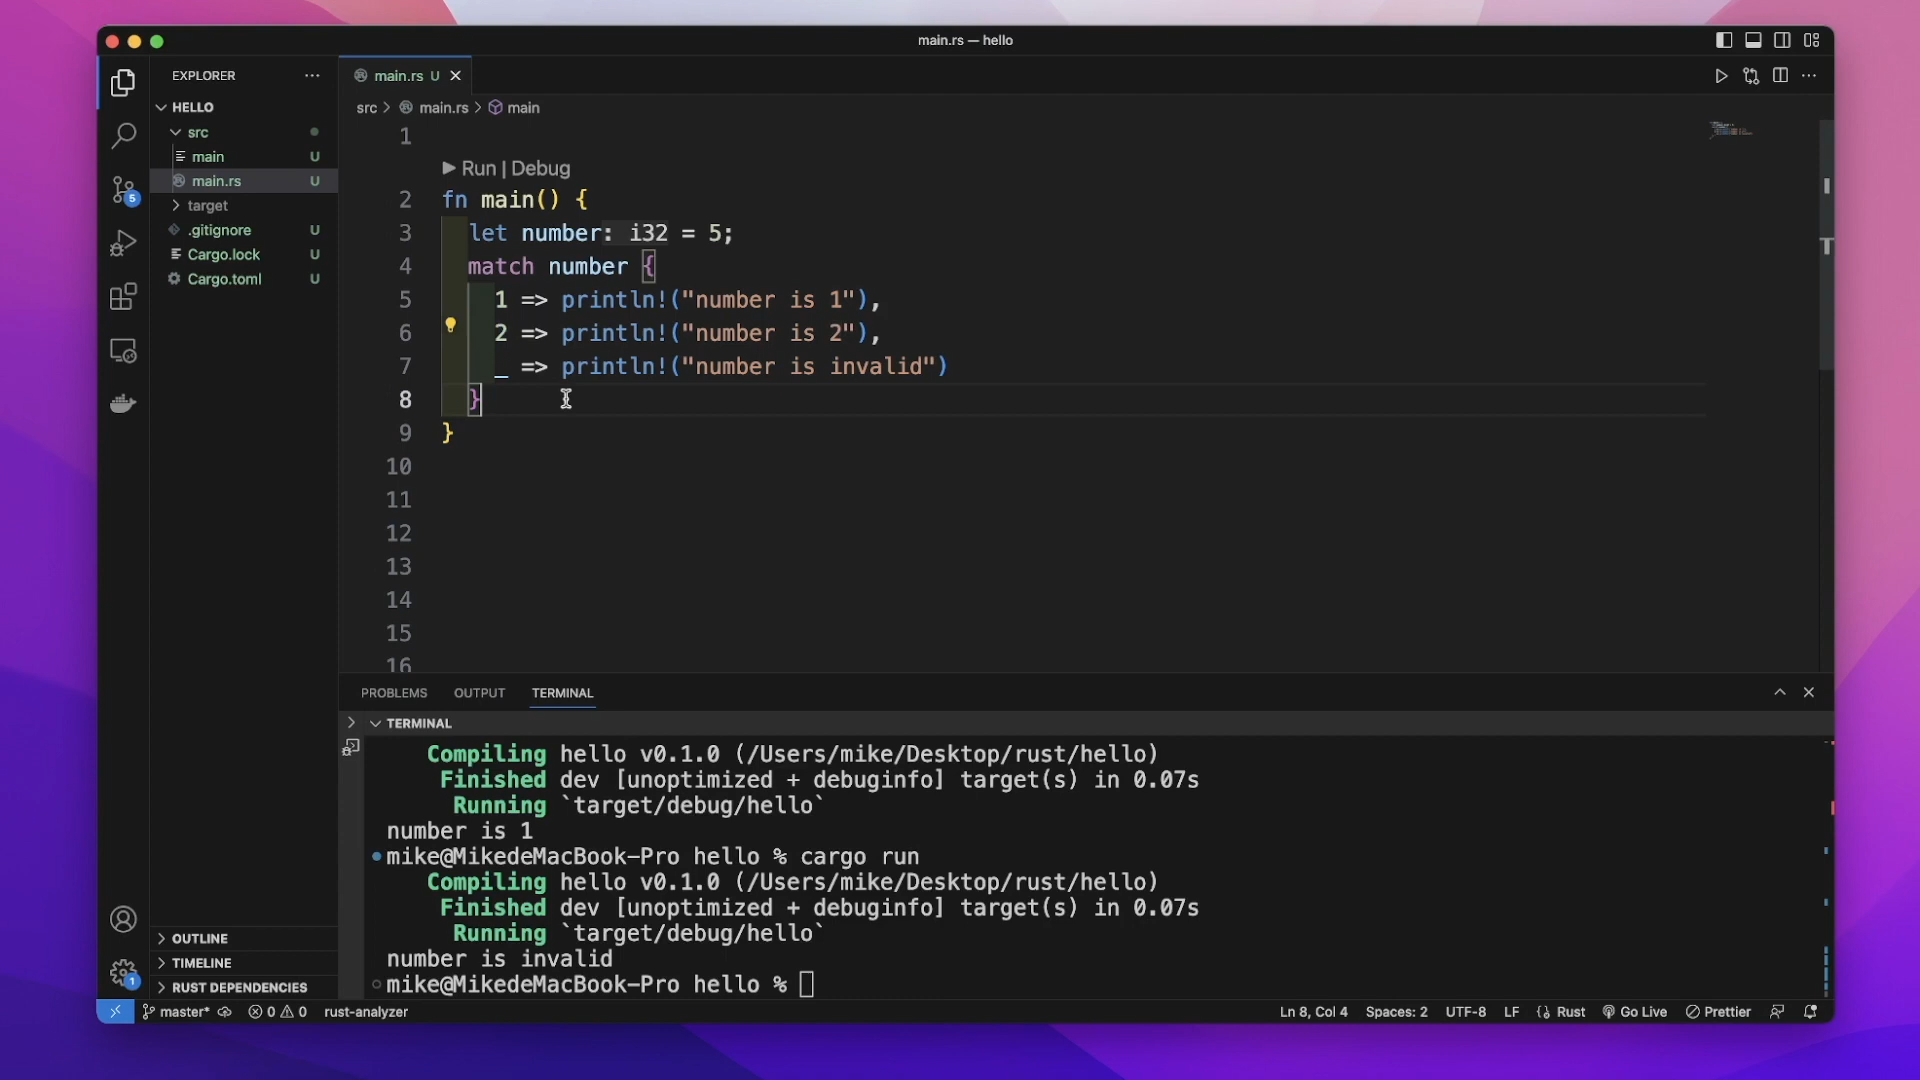 main.rs — hello
EXPLORER
HELLO
src
main U
main.rs U
target
.gitignore U
Cargo.lock U
Cargo.toml U
OUTLINE
TIMELINE
RUST DEPENDENCIES
5
1
main.rs U
src > main.rs > main
1
Run | Debug
2 fn main() {
3 let number: i32 = 5;
4 match number {
5 1 => println!("number is 1"),
6 2 => println!("number is 2"),
7 _ => println!("number is invalid")
8 }
9 }
10
11
12
13
14
15
16
PROBLEMS OUTPUT TERMINAL
TERMINAL
Compiling hello v0.1.0 (/Users/mike/Desktop/rust/hello)
Finished dev [unoptimized + debuginfo] target(s) in 0.07s
Running `target/debug/hello`
number is 1
mike@MikedeMacBook-Pro hello % cargo run
Compiling hello v0.1.0 (/Users/mike/Desktop/rust/hello)
Finished dev [unoptimized + debuginfo] target(s) in 0.07s
Running `target/debug/hello`
number is invalid
mike@MikedeMacBook-Pro hello %
master* 0 0 rust-analyzer Ln 8, Col 4 Spaces: 2 UTF-8 LF Rust Go Live Prettier